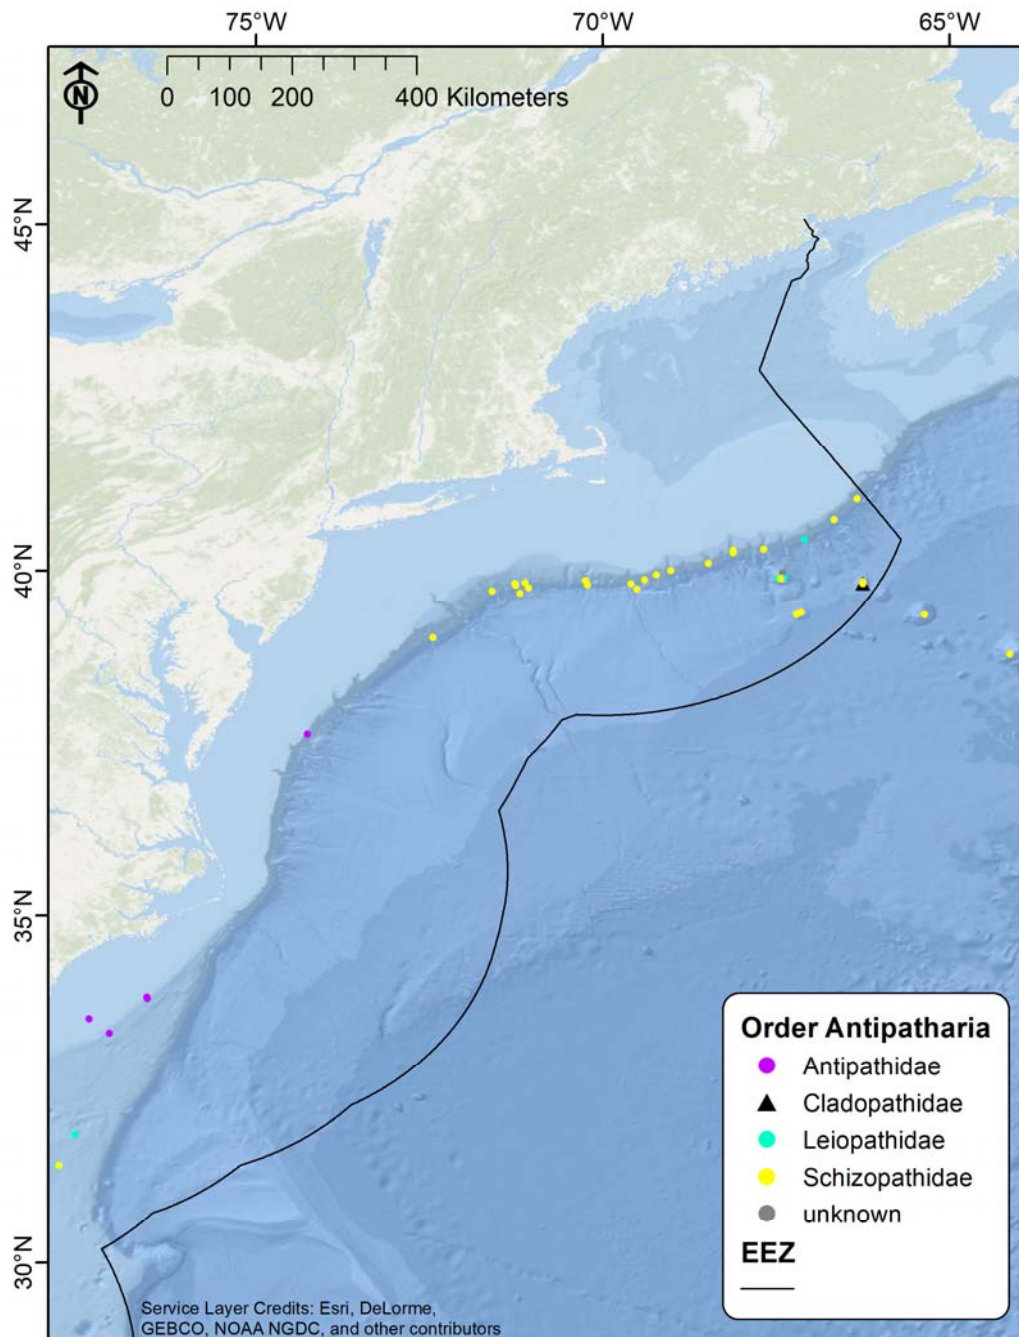 75°W 70°W 65°W
N
0 100 200 400 Kilometers
45°N
40°N
35°N
30°N
Order Antipatharia
Antipathidae
Cladopathidae
Leiopathidae
Schizopathidae
unknown
EEZ
Service Layer Credits: Esri, DeLorme,
GEBCO, NOAA NGDC, and other contributors